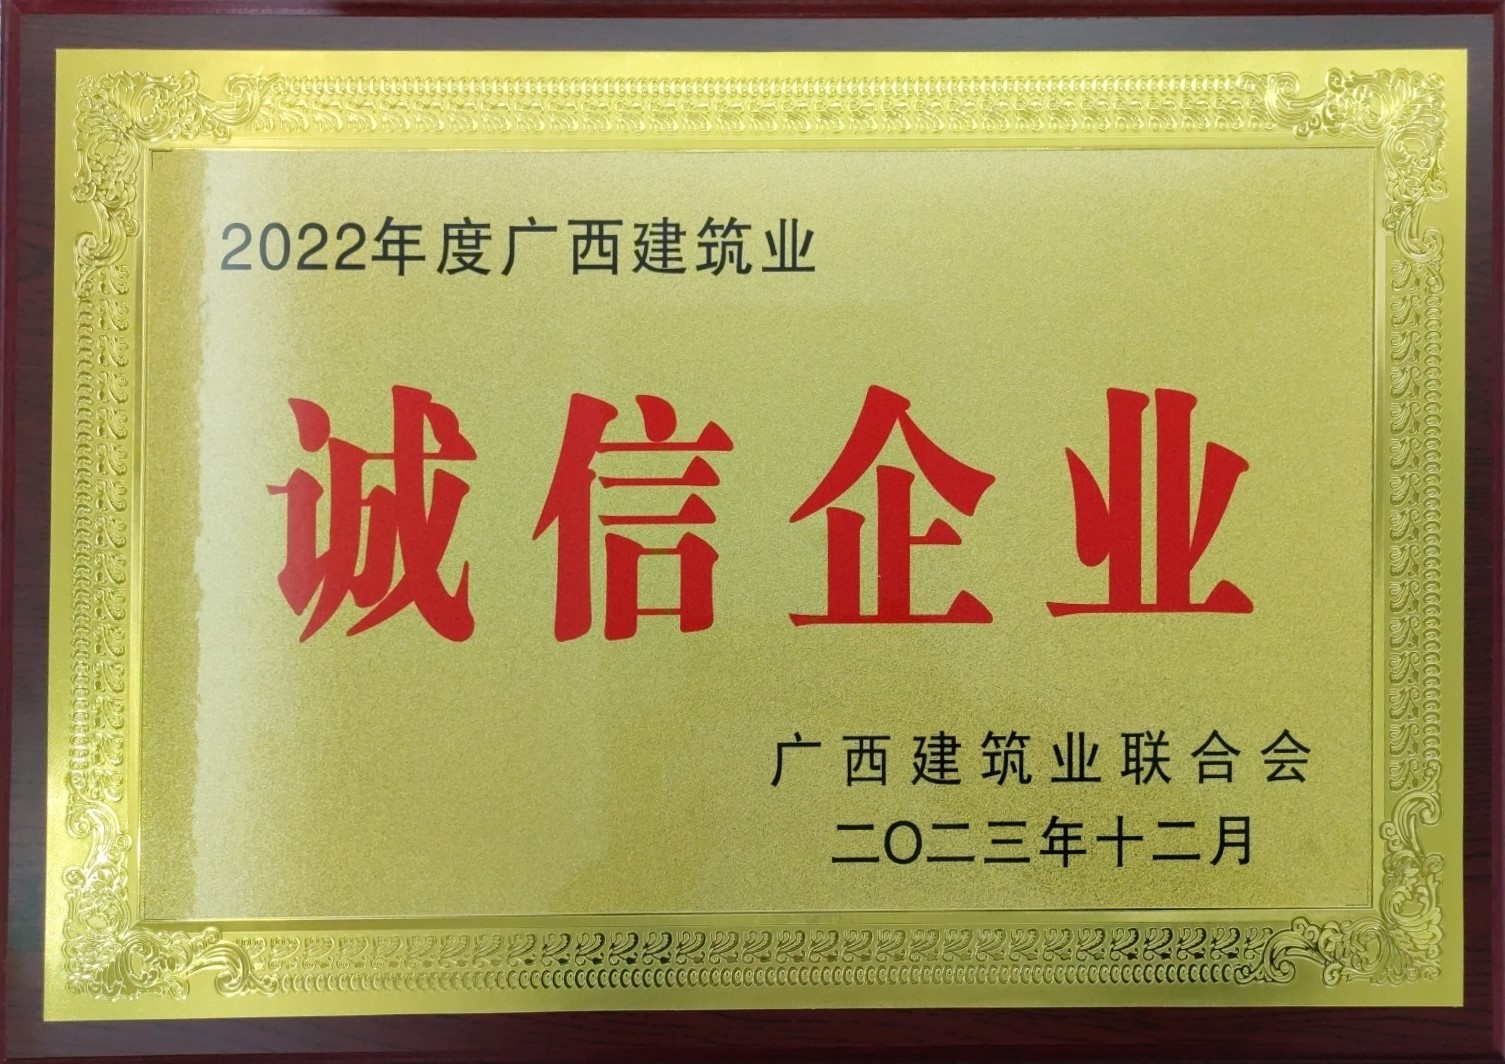 2022年度广西建筑业
诚信企业
广西建筑业联合会
二〇二三年十二月